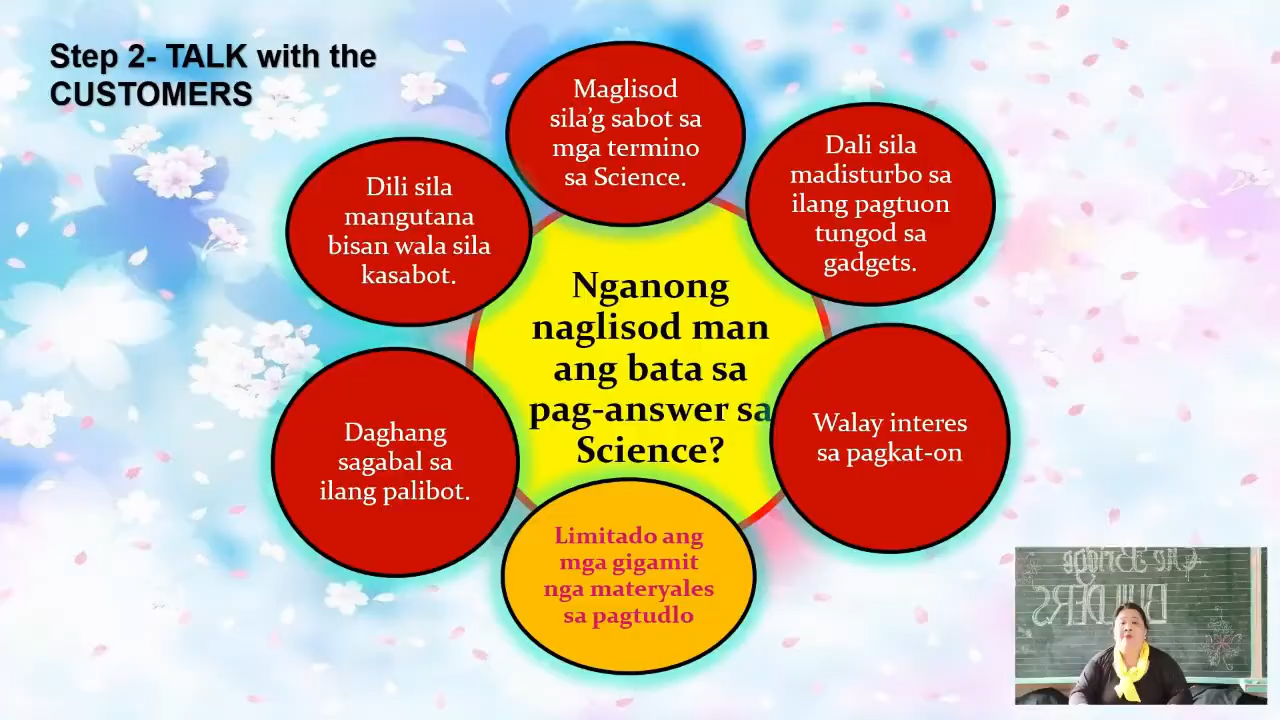 Step 2- TALK with the
CUSTOMERS
Maglisod
sila’g sabot sa
mga termino
sa Science.
Dali sila
madisturbo sa
ilang pagtuon
tungod sa
gadgets.
Dili sila
mangutana
bisan wala sila
kasabot.
Nganong
naglisod man
ang bata sa
pag-answer sa
Science?
Walay interes
sa pagkat-on
Daghang
sagabal sa
ilang palibot.
Limitado ang
mga gigamit
nga materyales
sa pagtudlo
The Bridge
BUILDERS